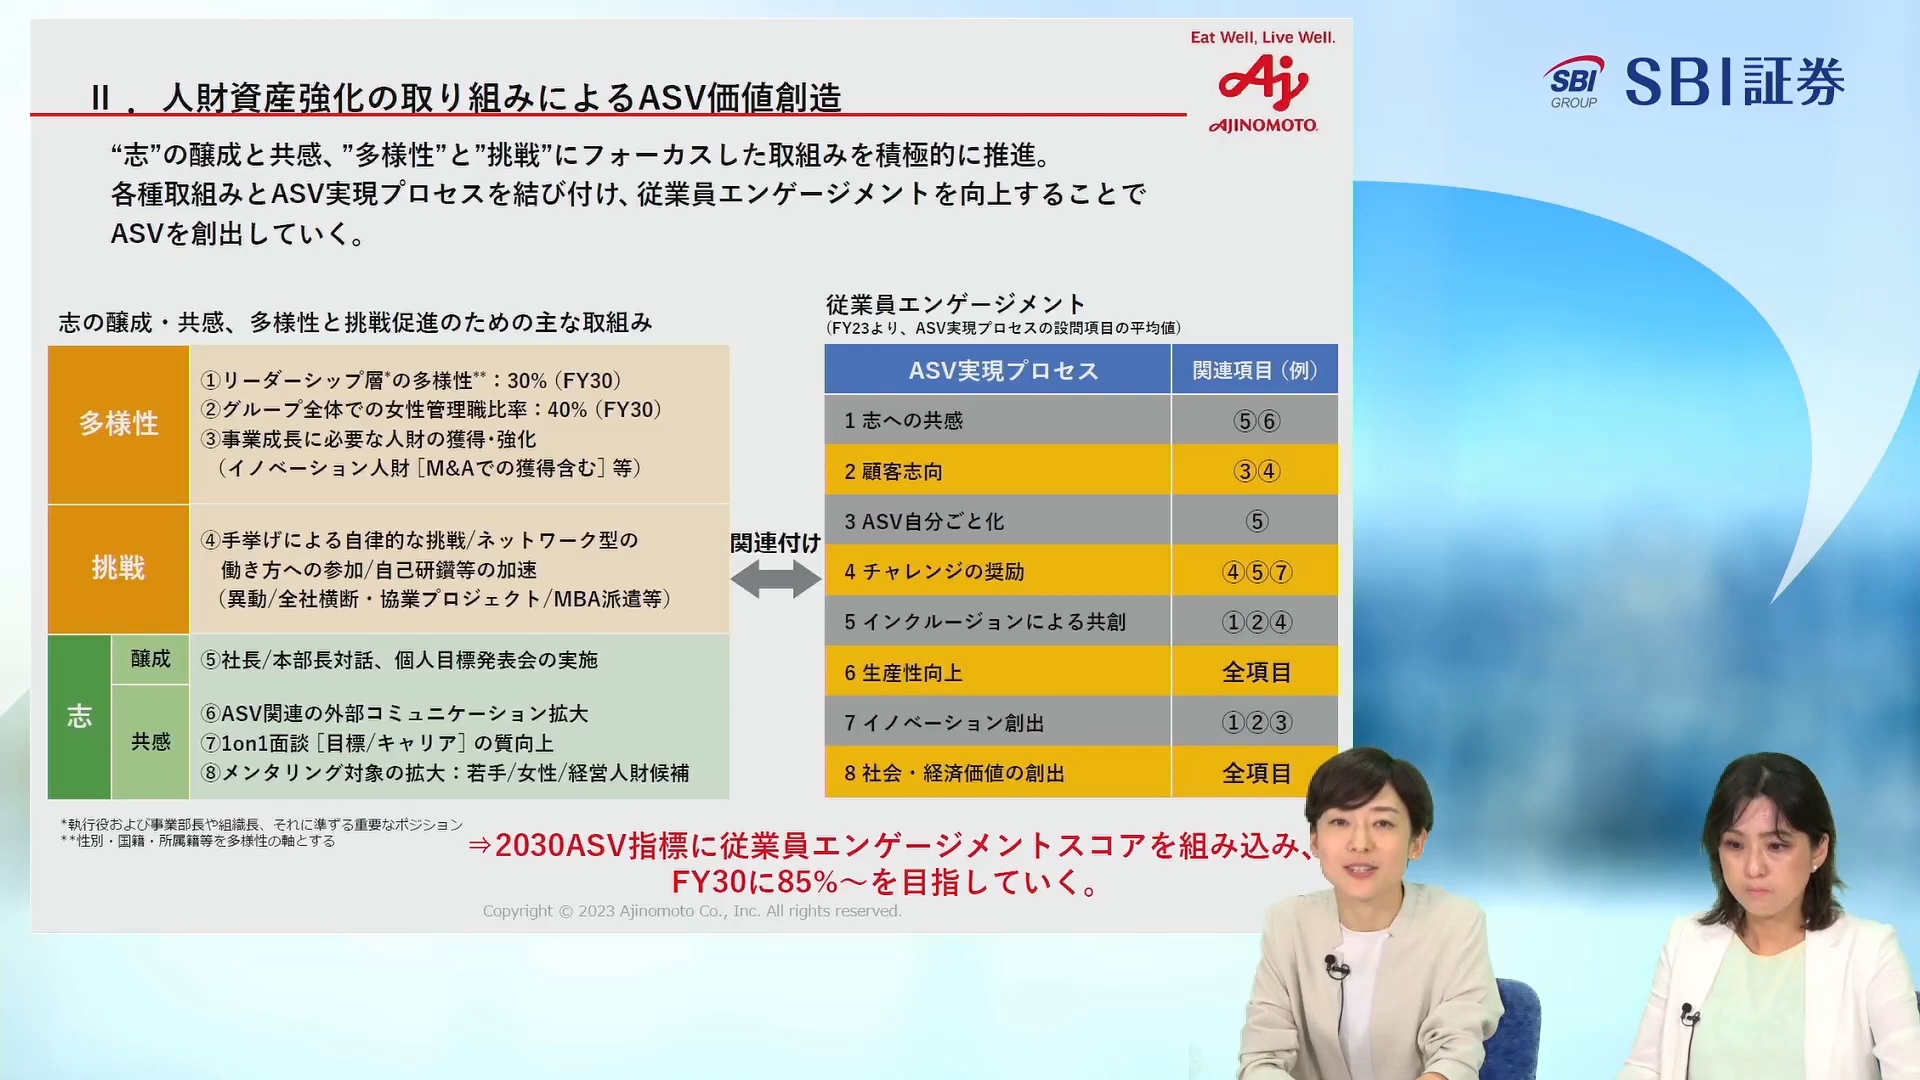 Eat Well, Live Well.
AJINOMOTO
SBI
GROUP
SBI証券
Ⅱ．人財資産強化の取り組みによるASV価値創造
“志”の醸成と共感、”多様性”と”挑戦”にフォーカスした取組みを積極的に推進。
各種取組みとASV実現プロセスを結び付け、従業員エンゲージメントを向上することで
ASVを創出していく。
志の醸成・共感、多様性と挑戦促進のための主な取組み
多様性
①リーダーシップ層*の多様性**：30%（FY30）
②グループ全体での女性管理職比率：40%（FY30）
③事業成長に必要な人財の獲得･強化
（イノベーション人財［M&Aでの獲得含む］等）
挑戦
④手挙げによる自律的な挑戦/ネットワーク型の
働き方への参加/自己研鑽等の加速
（異動/全社横断・協業プロジェクト/MBA派遣等）
志
醸成
⑤社長/本部長対話、個人目標発表会の実施
共感
⑥ASV関連の外部コミュニケーション拡大
⑦1on1面談［目標/キャリア］の質向上
⑧メンタリング対象の拡大：若手/女性/経営人財候補
*執行役および事業部長や組織長、それに準ずる重要なポジション
**性別・国籍・所属籍等を多様性の軸とする
関連付け
従業員エンゲージメント
（FY23より、ASV実現プロセスの設問項目の平均値）
ASV実現プロセス 関連項目（例）
1 志への共感 ⑤⑥
2 顧客志向 ③④
3 ASV自分ごと化 ⑤
4 チャレンジの奨励 ④⑤⑦
5 インクルージョンによる共創 ①②④
6 生産性向上 全項目
7 イノベーション創出 ①②③
8 社会・経済価値の創出 全項目
⇒2030ASV指標に従業員エンゲージメントスコアを組み込み、
FY30に85%～を目指していく。
Copyright © 2023 Ajinomoto Co., Inc. All rights reserved.